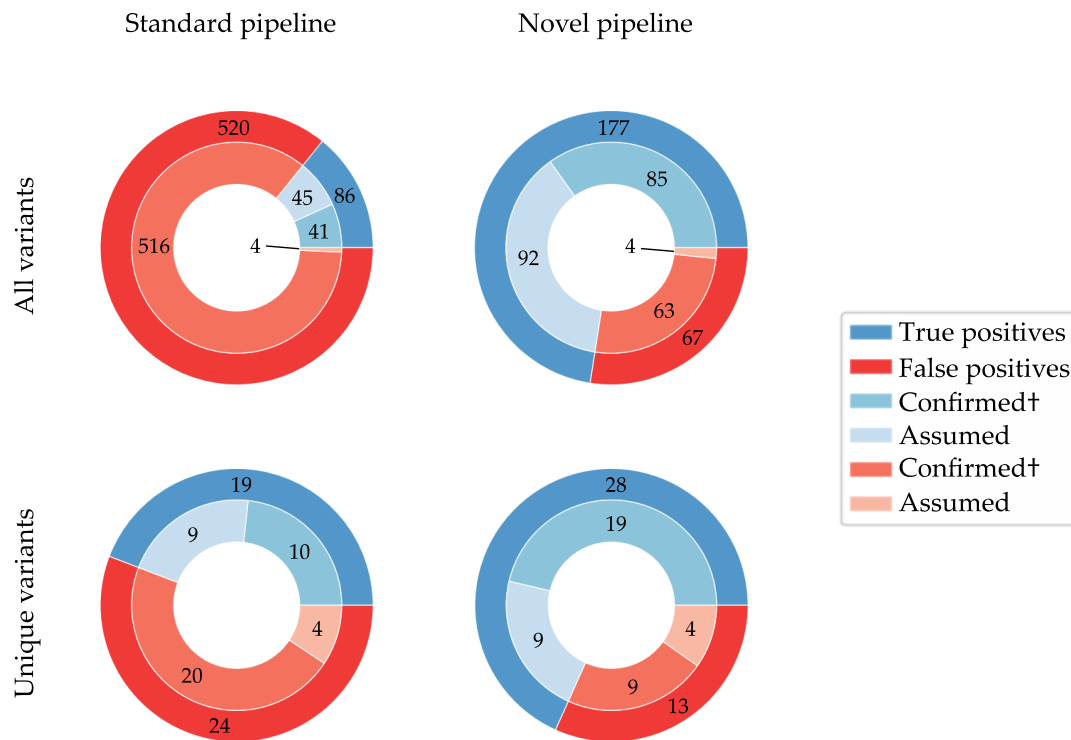 Standard pipeline
Novel pipeline
All variants
520
86
45
41
4
516
177
85
4
92
63
67
True positives
False positives
Confirmed†
Assumed
Confirmed†
Assumed
Unique variants
19
9
10
4
20
24
28
19
9
4
9
13